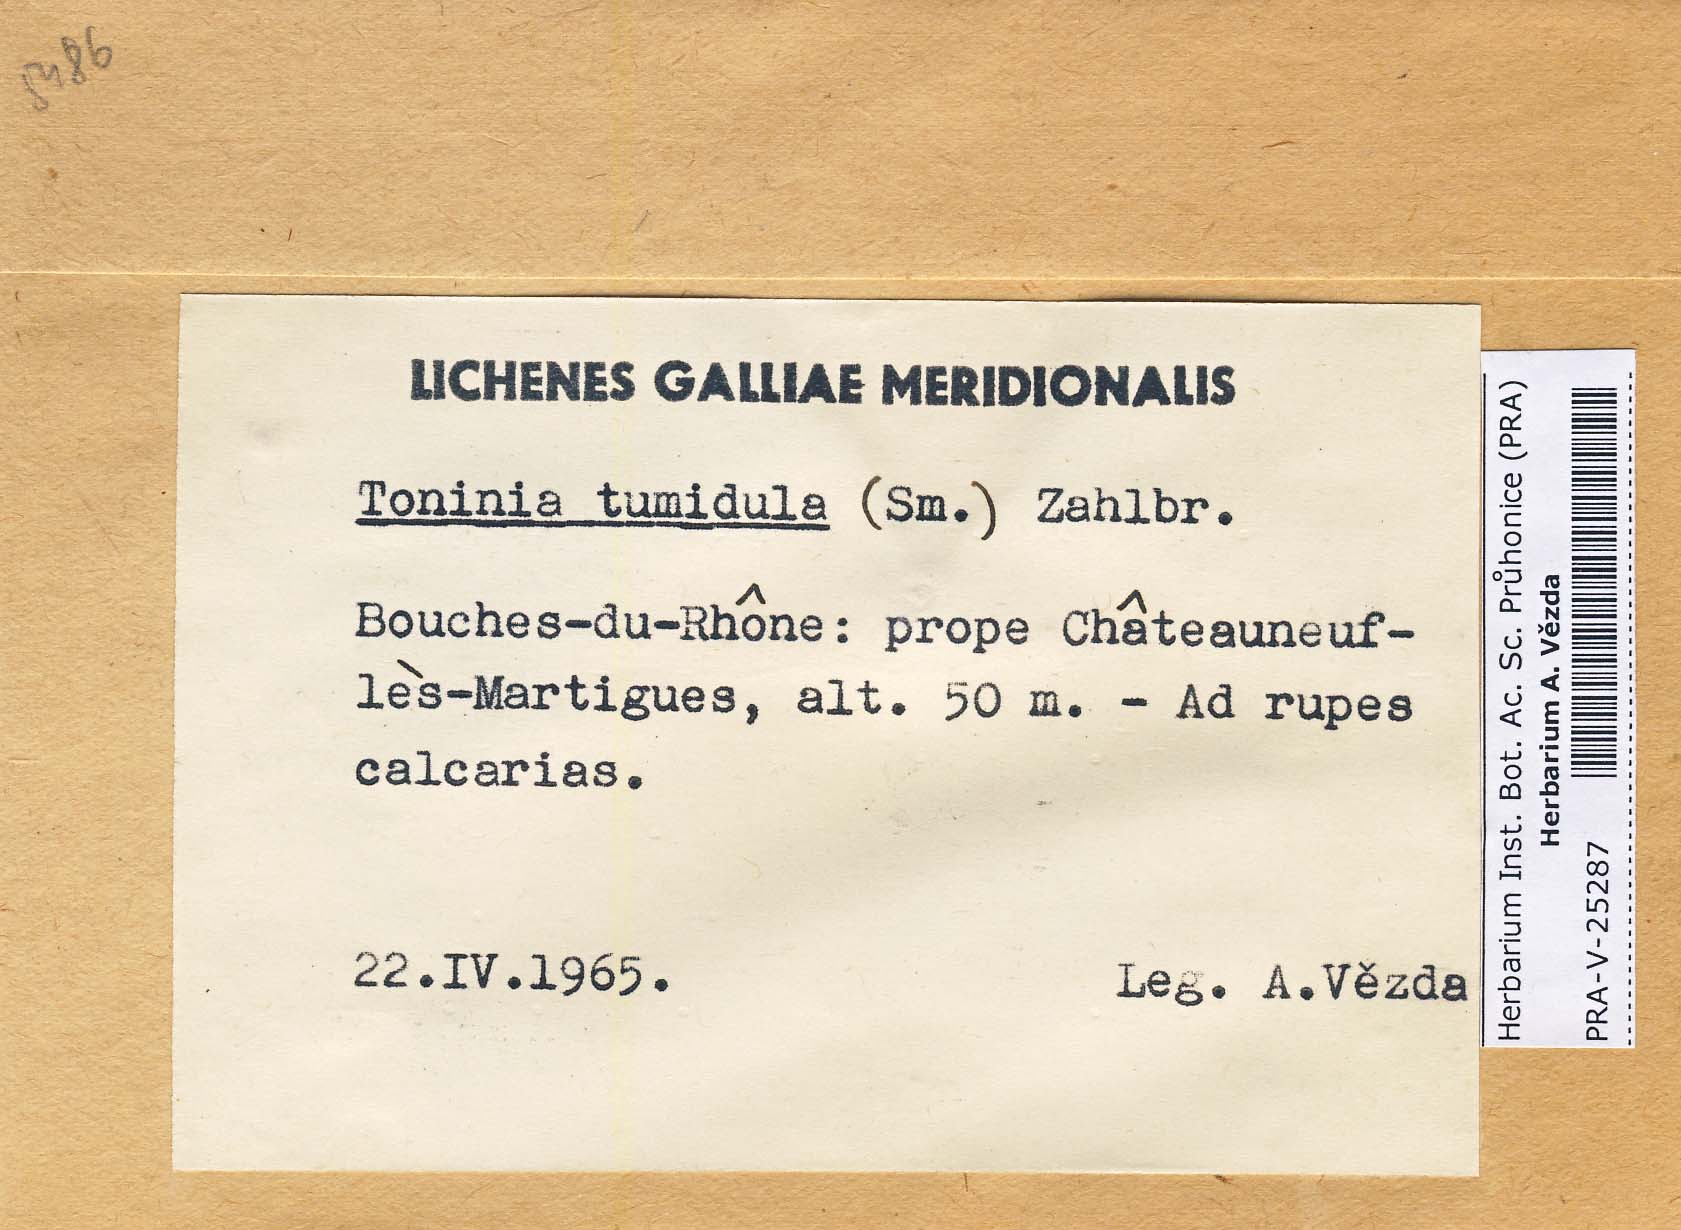 LICHENES GALLIAE MERIDIONALIS
Toninia tumidula (Sm.) Zahlbr.
Bouches-du-Rhône: prope Châteauneuf-
lès-Martigues, alt. 50 m. - Ad rupes
calcarias.
22.IV.1965.
Leg. A.Vězda
Herbarium Inst. Bot. Ac. Sc. Průhonice (PRA)
Herbarium A. Vězda
PRA-V-25287